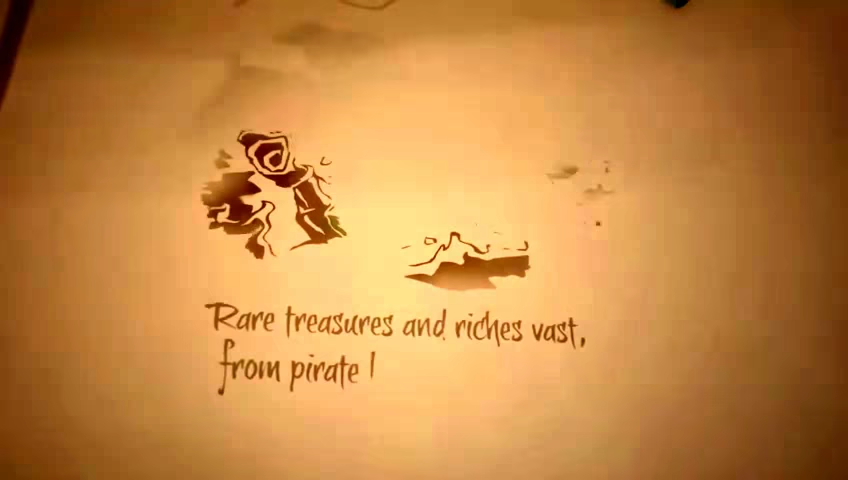 Rare treasures and riches vast,
from pirate l